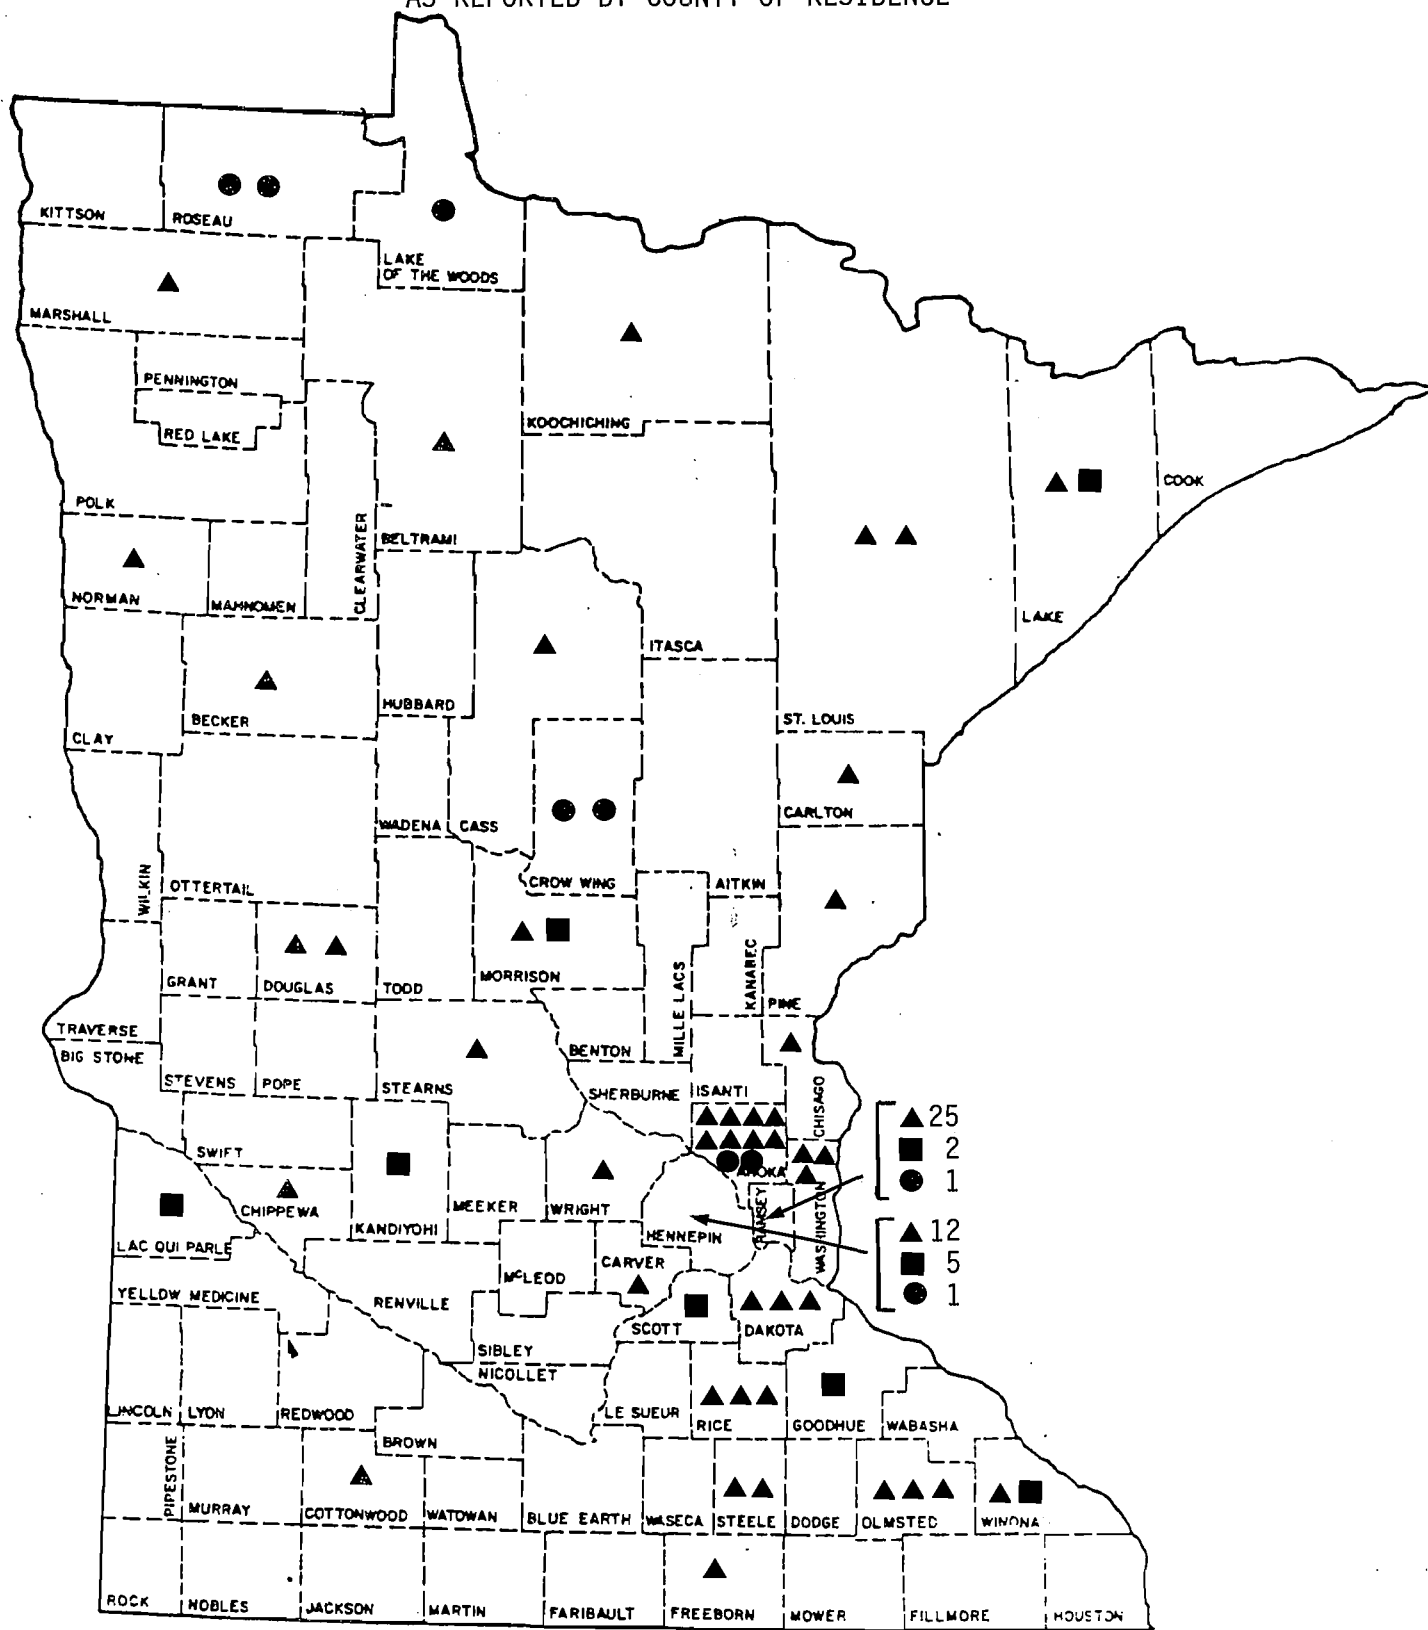 AS REPORTED BY COUNTY OF RESIDENCE
KITTSON
ROSEAU
LAKE
OF THE WOODS
MARSHALL
PENNINGTON
RED LAKE
KOOCHICHING
POLK
CLEARWATER
BELTRAMI
COOK
NORMAN
MAHNOMEN
LAKE
ITASCA
HUBBARD
BECKER
CLAY
ST. LOUIS
WADENA
CASS
CARLTON
WILKIN
OTTERTAIL
CROW WING
AITKIN
GRANT
DOUGLAS
TODD
MORRISON
MILLE LACS
KANABEC
PINE
TRAVERSE
BIG STONE
STEVENS
POPE
STEARNS
BENTON
SHERBURNE
ISANTI
CHISAGO
25
2
1
SWIFT
ANOKA
CHIPPEWA
KANDIYOHI
MEEKER
WRIGHT
HENNEPIN
RAMSEY
WASHINGTON
12
5
1
LAC QUI PARLE
CARVER
McLEOD
YELLOW MEDICINE
RENVILLE
SCOTT
DAKOTA
SIBLEY
NICOLLET
LINCOLN
LYON
REDWOOD
LE SUEUR
RICE
GOODHUE
WABASHA
BROWN
PIPESTONE
MURRAY
COTTONWOOD
WATOWAN
BLUE EARTH
WASECA
STEELE
DODGE
OLMSTED
WINONA
ROCK
NOBLES
JACKSON
MARTIN
FARIBAULT
FREEBORN
MOWER
FILLMORE
HOUSTON